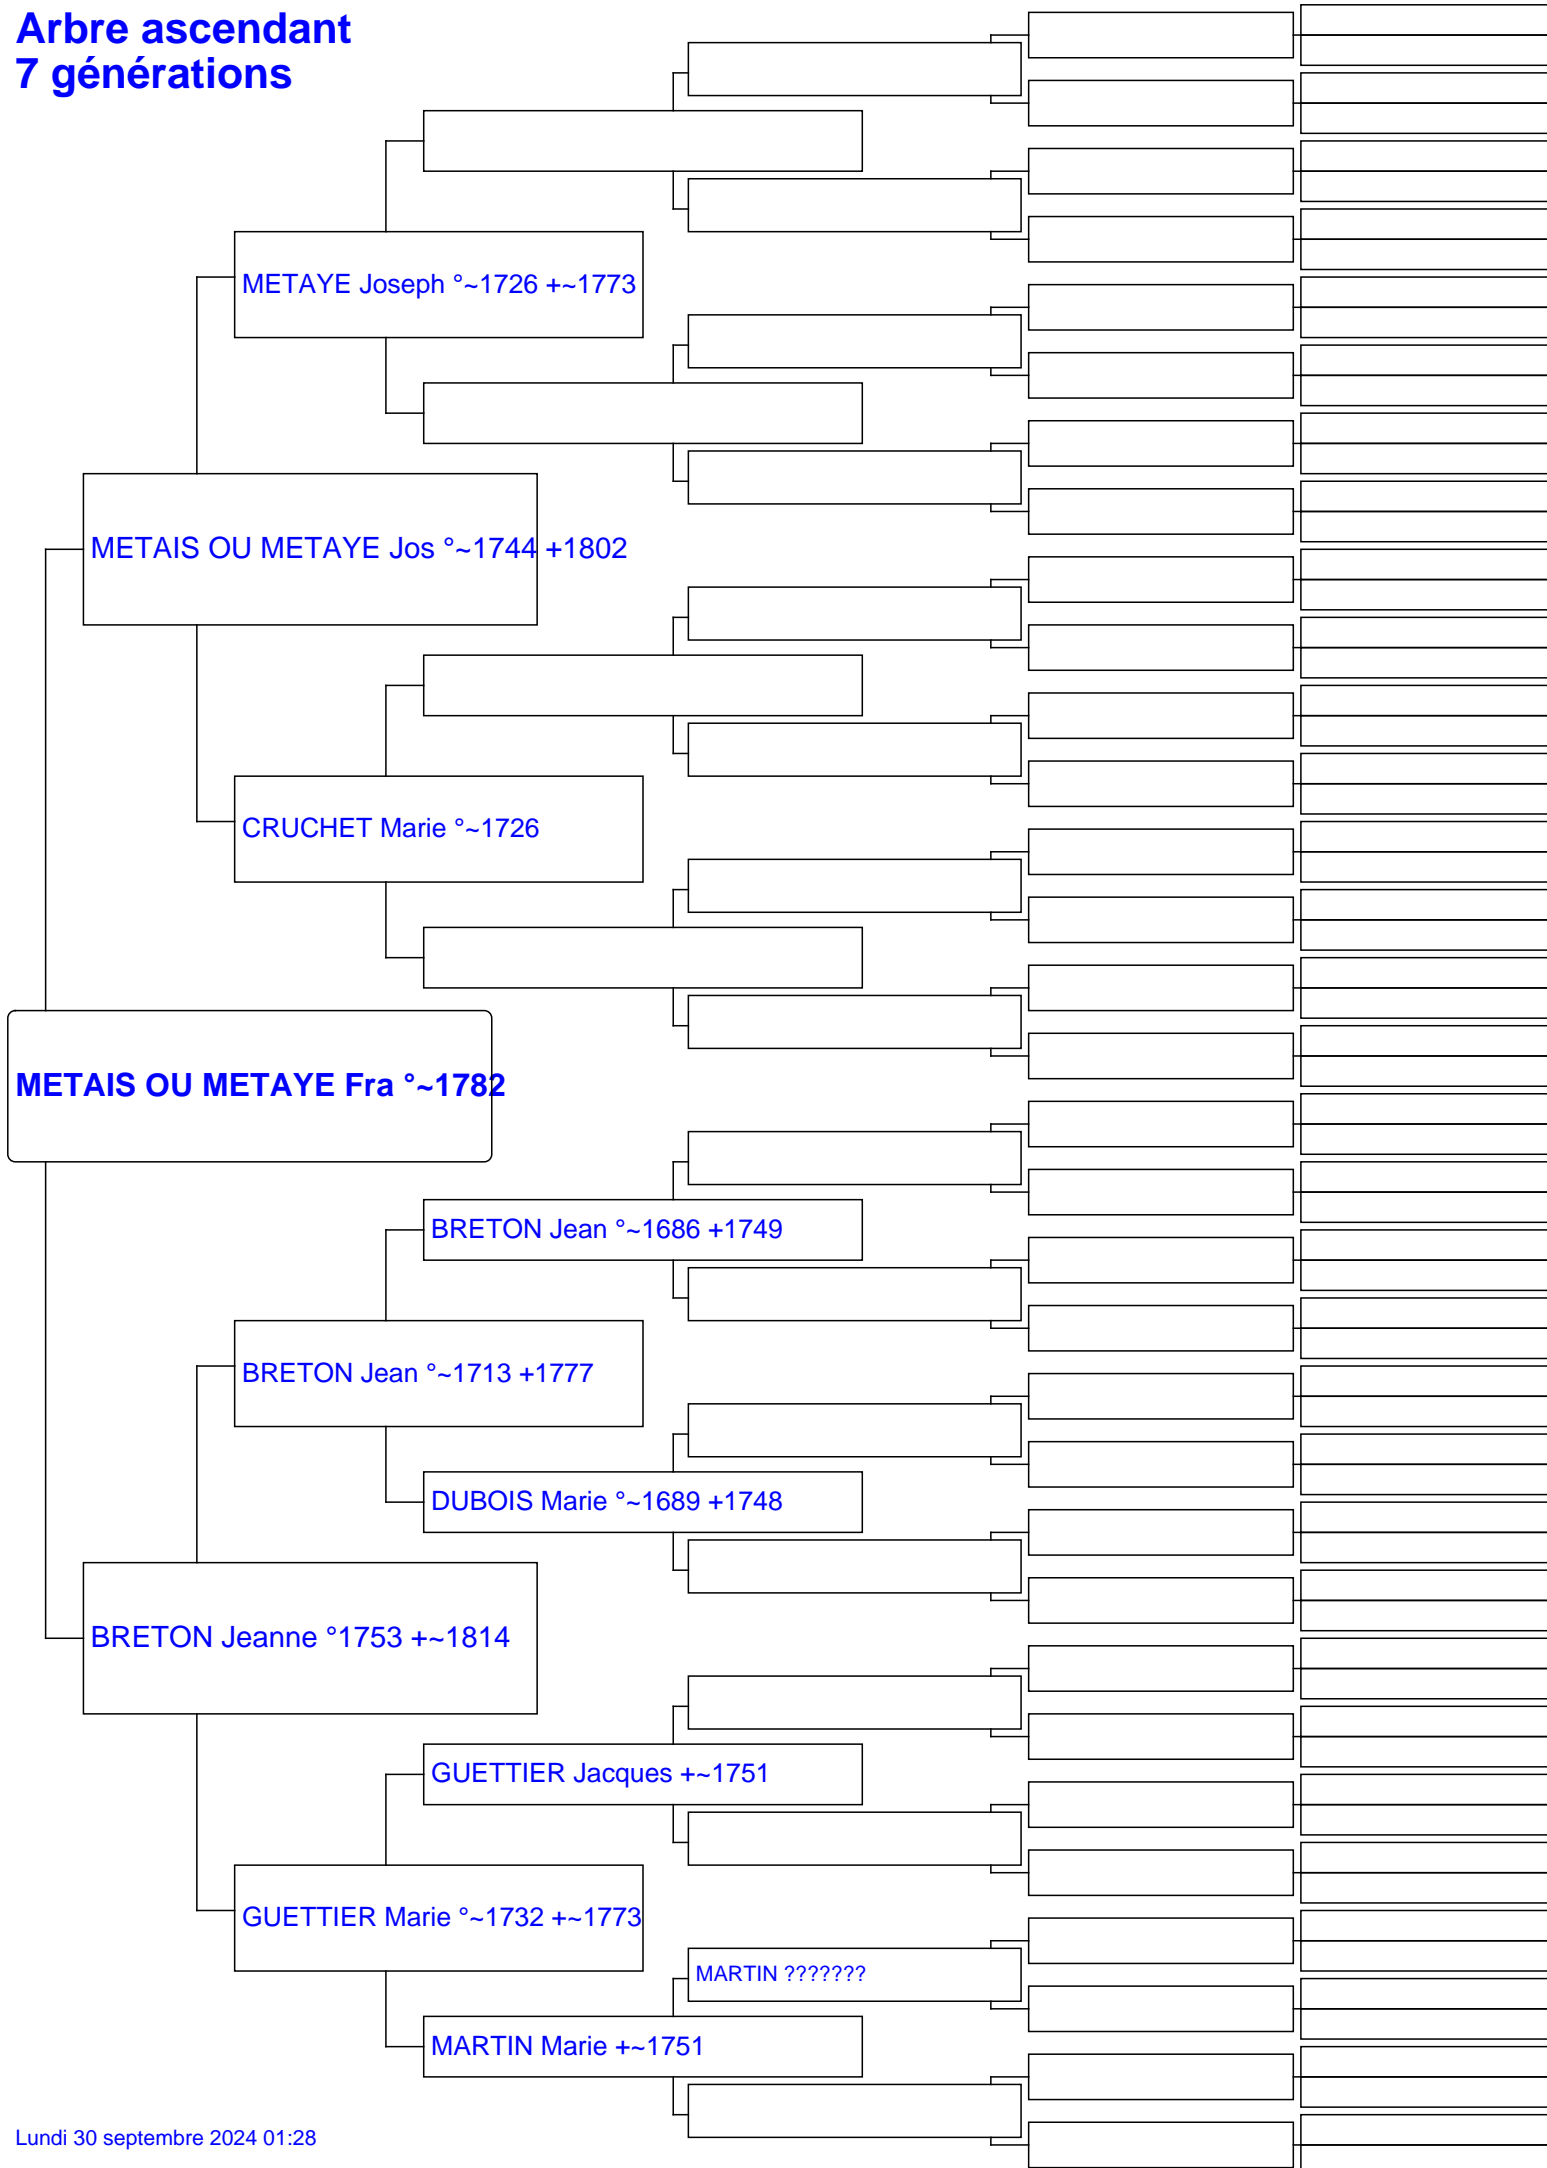 Arbre ascendant
7 générations
METAYE Joseph °~1726 +~1773
METAIS OU METAYE Jos °~1744 +1802
CRUCHET Marie °~1726
METAIS OU METAYE Fra °~1782
BRETON Jean °~1686 +1749
BRETON Jean °~1713 +1777
DUBOIS Marie °~1689 +1748
BRETON Jeanne °1753 +~1814
GUETTIER Jacques +~1751
GUETTIER Marie °~1732 +~1773
MARTIN ???????
MARTIN Marie +~1751
Lundi 30 septembre 2024 01:28